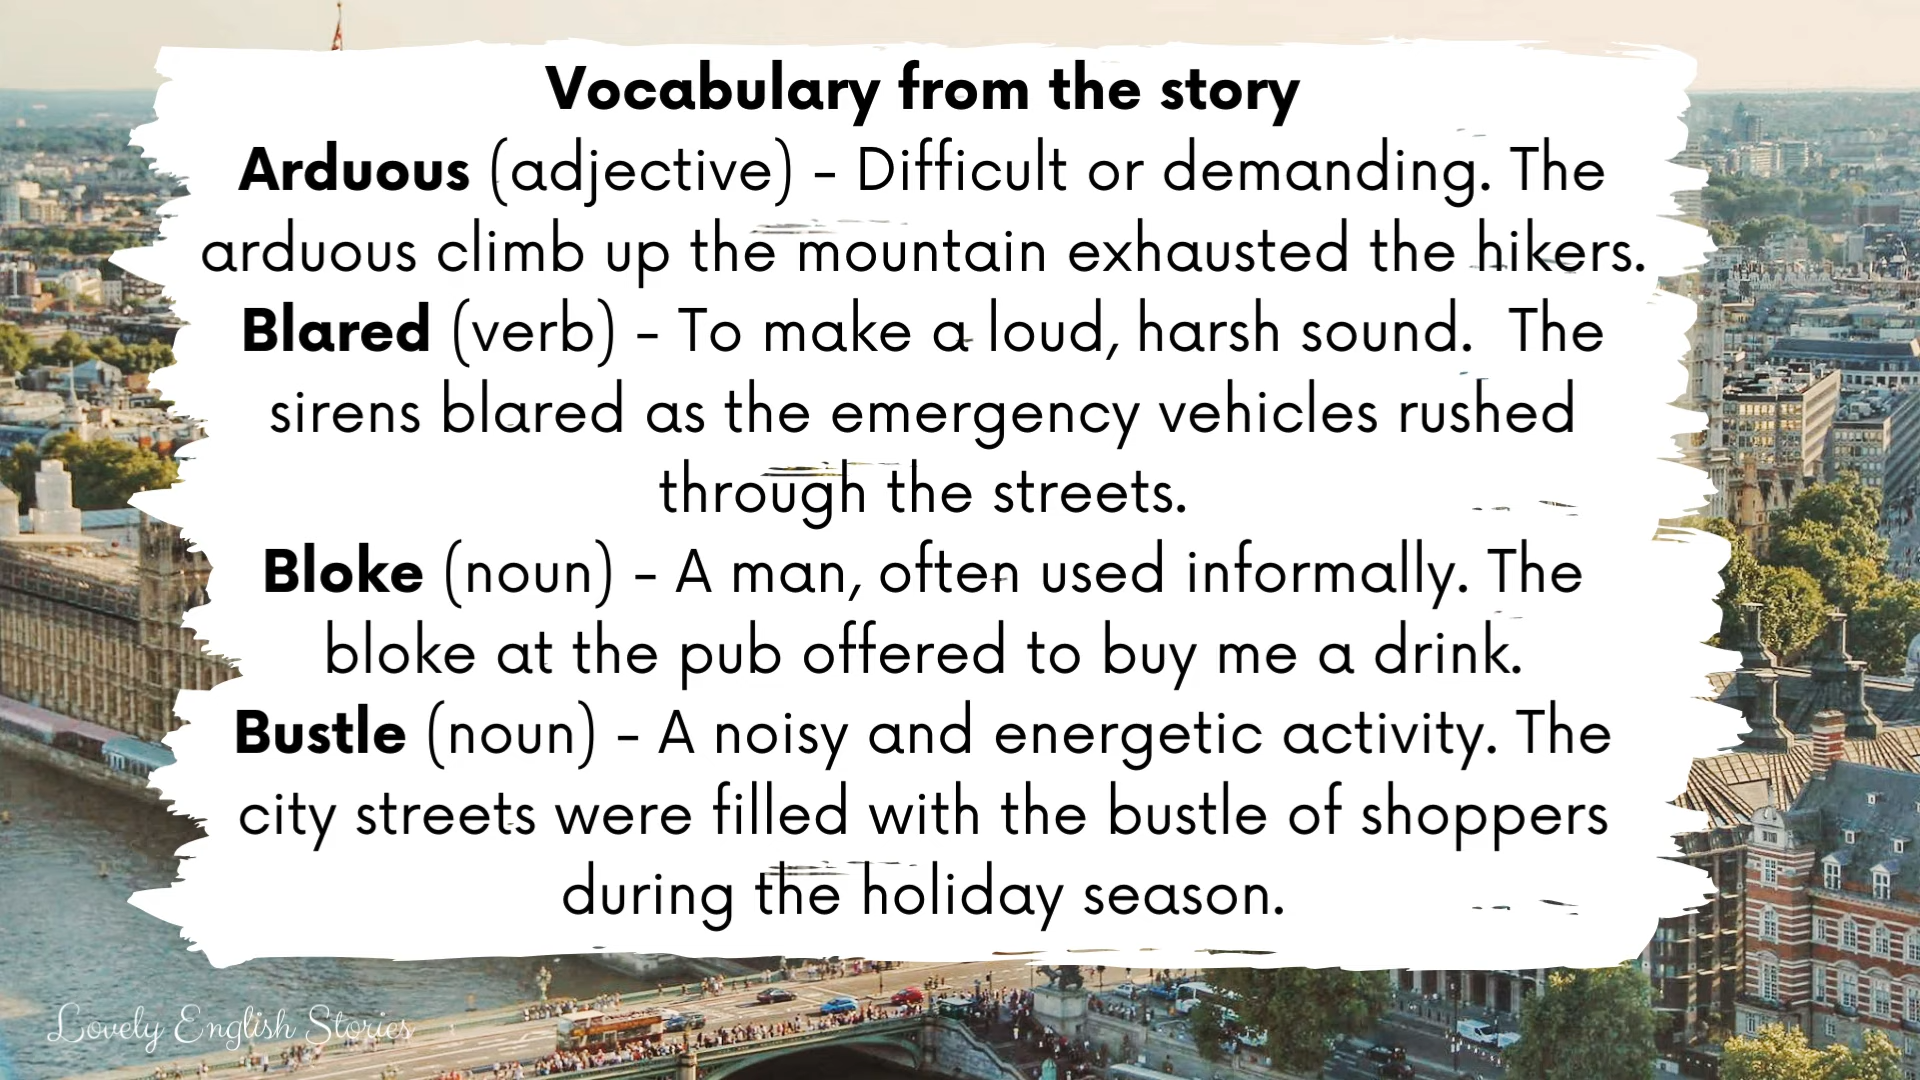 Vocabulary from the story
Arduous (adjective) - Difficult or demanding. The
arduous climb up the mountain exhausted the hikers.
Blared (verb) - To make a loud, harsh sound.  The
sirens blared as the emergency vehicles rushed
through the streets.
Bloke (noun) - A man, often used informally. The
bloke at the pub offered to buy me a drink.
Bustle (noun) - A noisy and energetic activity. The
city streets were filled with the bustle of shoppers
during the holiday season.
Lovely English Stories